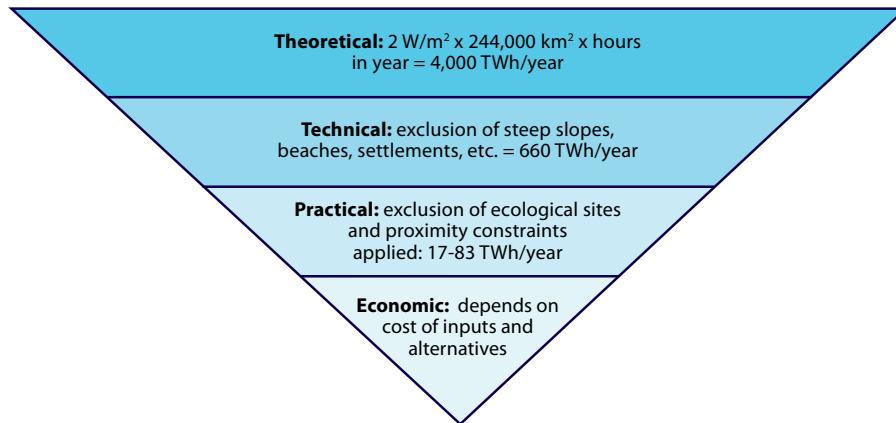 Theoretical: 2 W/m² x 244,000 km² x hours
in year = 4,000 TWh/year
Technical: exclusion of steep slopes,
beaches, settlements, etc. = 660 TWh/year
Practical: exclusion of ecological sites
and proximity constraints
applied: 17-83 TWh/year
Economic: depends on
cost of inputs and
alternatives